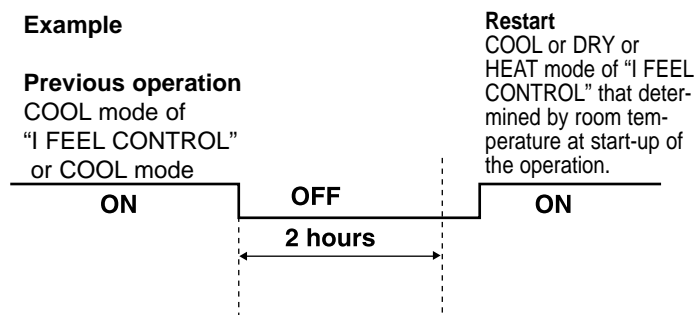 Example
Previous operation
COOL mode of
“I FEEL CONTROL”
or COOL mode
Restart
COOL or DRY or
HEAT mode of “I FEEL
CONTROL” that deter-
mined by room tem-
perature at start-up of
the operation.
ON
OFF
ON
2 hours